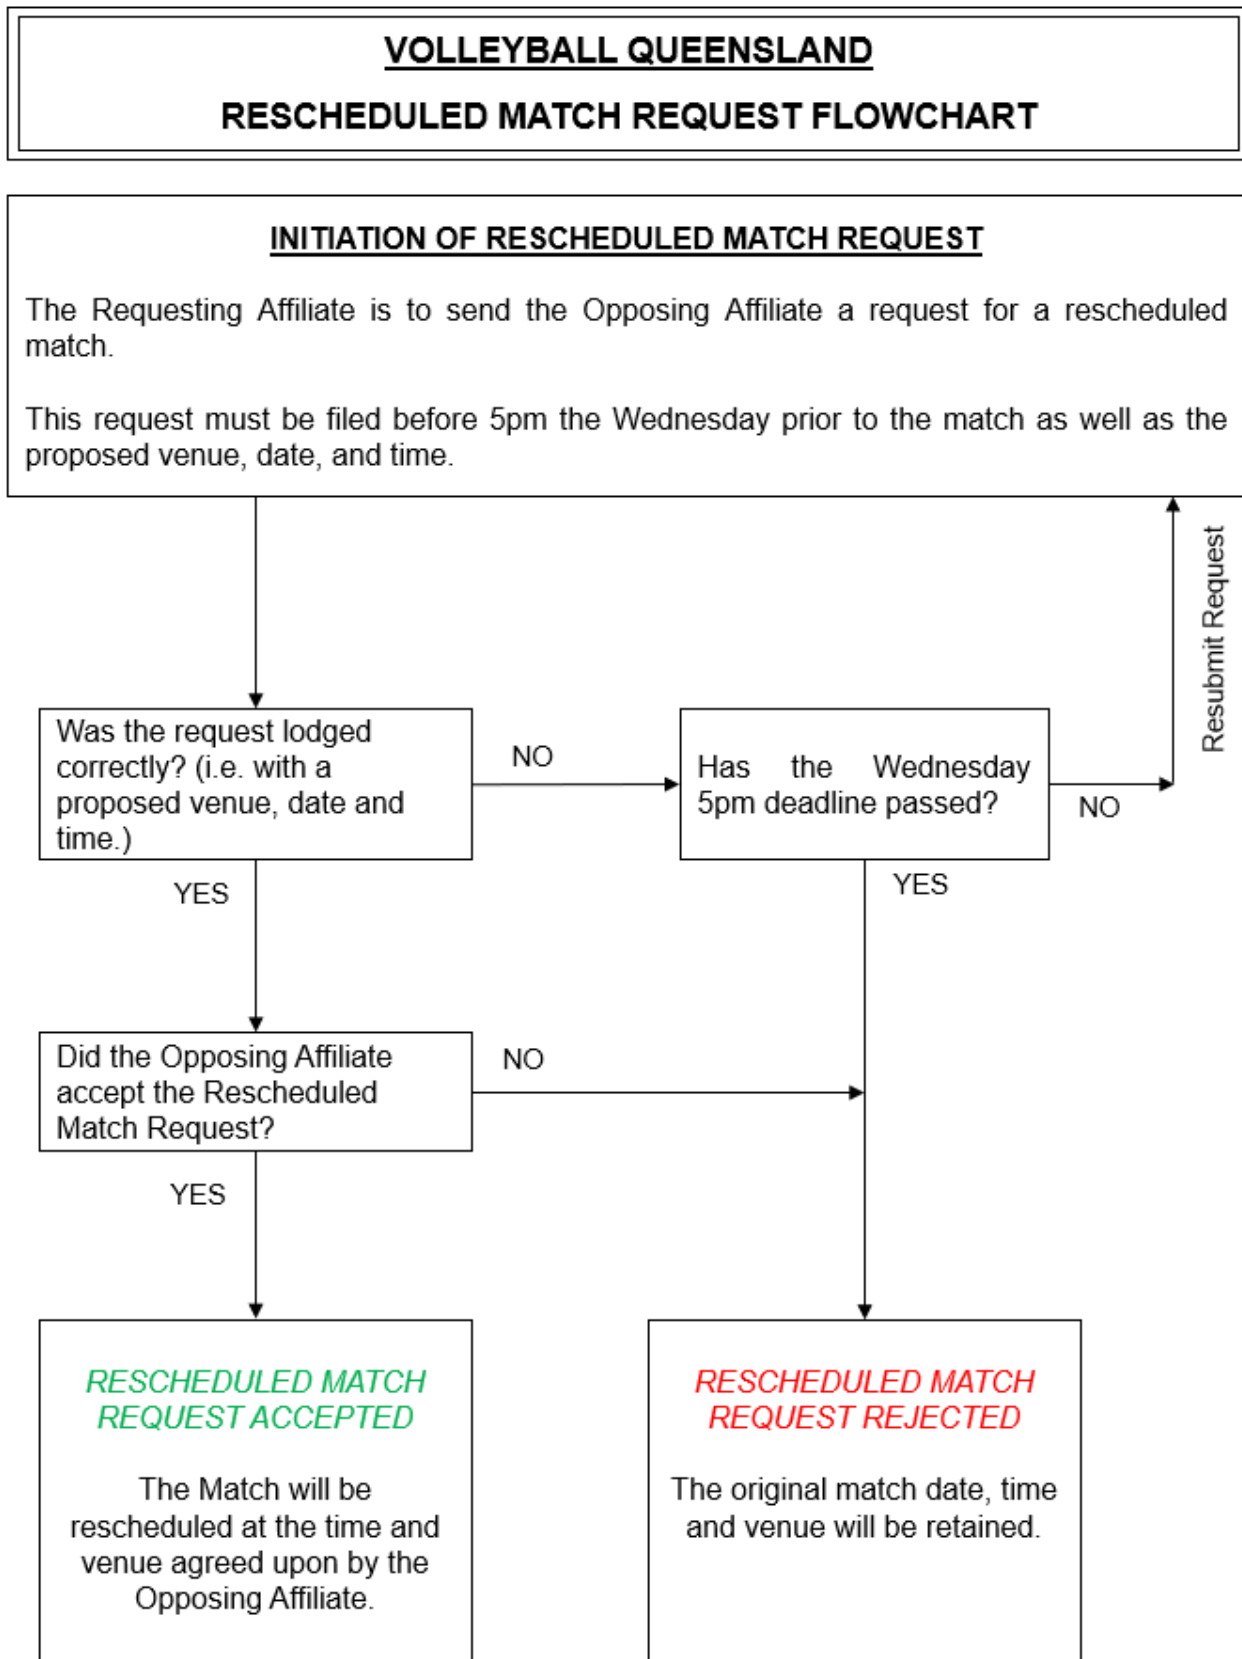 VOLLEYBALL QUEENSLAND
RESCHEDULED MATCH REQUEST FLOWCHART
INITIATION OF RESCHEDULED MATCH REQUEST
The Requesting Affiliate is to send the Opposing Affiliate a request for a rescheduled
match.
This request must be filed before 5pm the Wednesday prior to the match as well as the
proposed venue, date, and time.
Resubmit Request
Was the request lodged
correctly? (i.e. with a
proposed venue, date and
time.)
NO
Has the Wednesday
5pm deadline passed?
NO
YES
YES
Did the Opposing Affiliate
accept the Rescheduled
Match Request?
NO
YES
RESCHEDULED MATCH
REQUEST ACCEPTED
The Match will be
rescheduled at the time and
venue agreed upon by the
Opposing Affiliate.
RESCHEDULED MATCH
REQUEST REJECTED
The original match date, time
and venue will be retained.